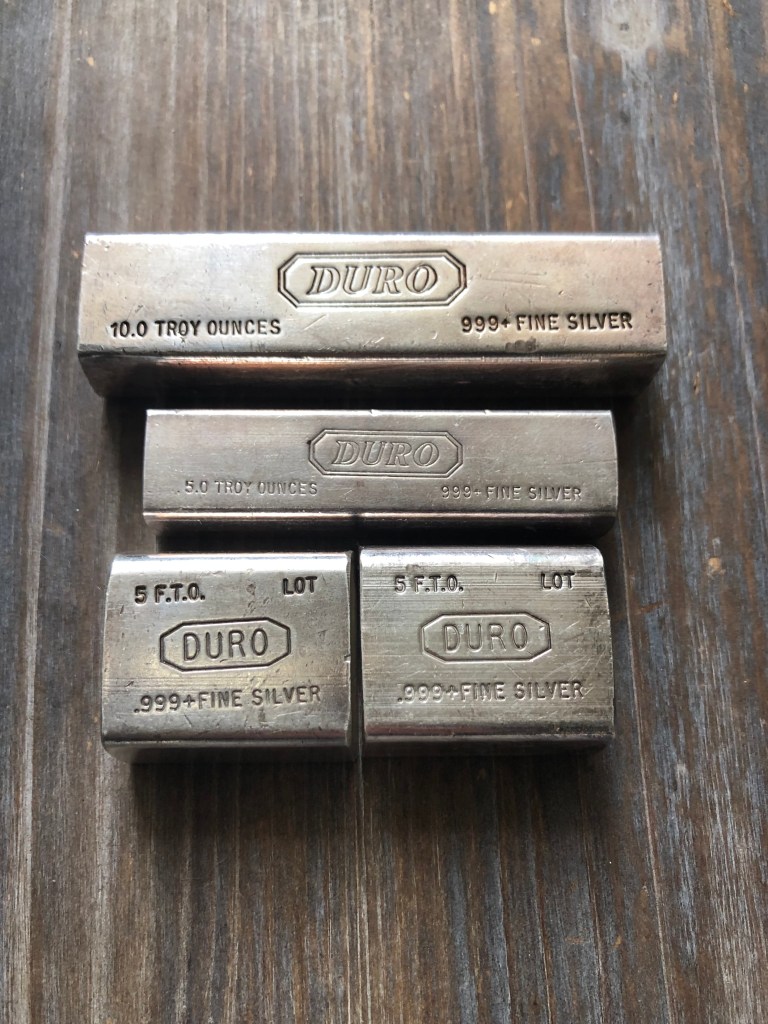 DURO
10.0 TROY OUNCES 999+ FINE SILVER
DURO
5.0 TROY OUNCES 999+ FINE SILVER
5 F.T.O. LOT
DURO
.999+FINE SILVER
5 F.T.O. LOT
DURO
.999+FINE SILVER